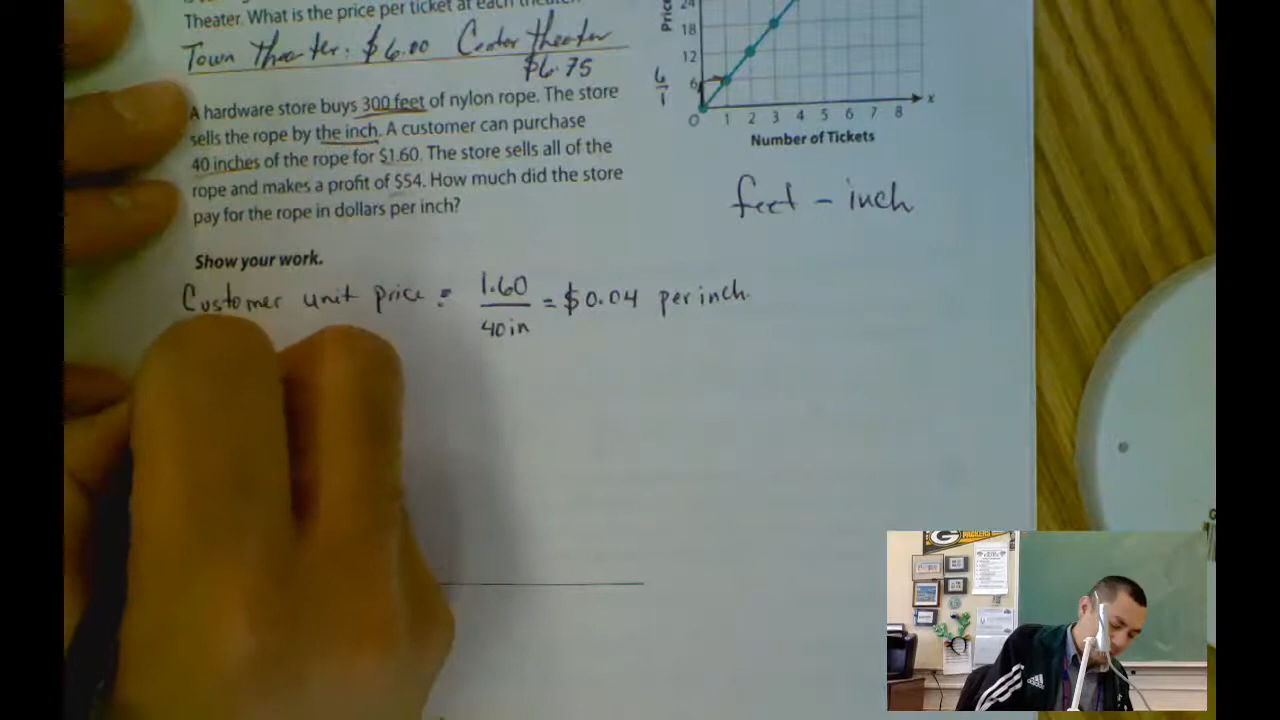 Theater. What is the price per ticket at each theater?
Town Theater: $6.00 Center theater
$6.75
A hardware store buys 300 feet of nylon rope. The store
sells the rope by the inch. A customer can purchase
40 inches of the rope for $1.60. The store sells all of the
rope and makes a profit of $54. How much did the store
pay for the rope in dollars per inch?
Show your work.
Customer unit price = 1.60
40in
= $0.04 per inch.
Price
24
18
12
6
6
1
O 1 2 3 4 5 6 7 8 x
Number of Tickets
feet - inch
G PACKERS